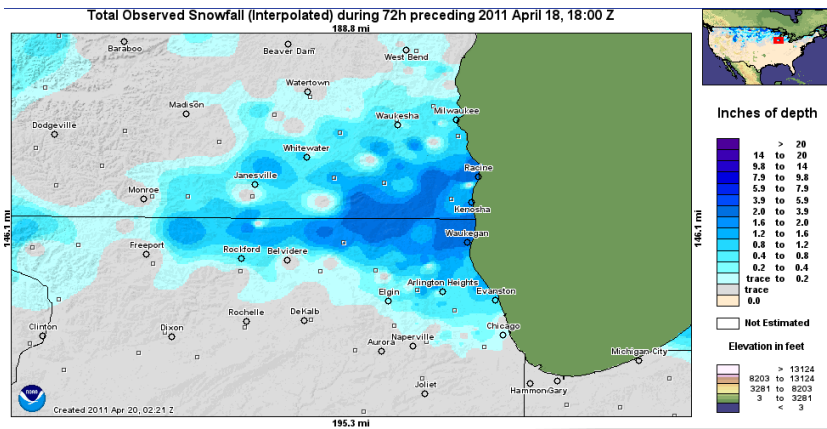 Total Observed Snowfall (Interpolated) during 72h preceding 2011 April 18, 18:00 Z
188.8 mi
Baraboo
Beaver Dam
West Bend
Watertown
Madison
Milwaukee
Waukesha
Dodgeville
Whitewater
Racine
Janesville
Monroe
Kenosha
146.1 mi
146.1 mi
Waukegan
Freeport
Rockford
Belvidere
Arlington Heights
Elgin
Evanston
Rochelle
DeKalb
Clinton
Dixon
Chicago
Naperville
Aurora
Michigan City
Joliet
Hammon
Gary
NOAA
Created 2011 Apr 20, 02:21 Z
195.3 mi
Inches of depth
> 20
14 to 20
9.8 to 14
7.9 to 9.8
5.9 to 7.9
3.9 to 5.9
2.0 to 3.9
1.6 to 2.0
1.2 to 1.6
0.8 to 1.2
0.4 to 0.8
0.2 to 0.4
trace to 0.2
trace
0.0
Not Estimated
Elevation in feet
> 13124
8203 to 13124
3281 to 8203
3 to 3281
< 3